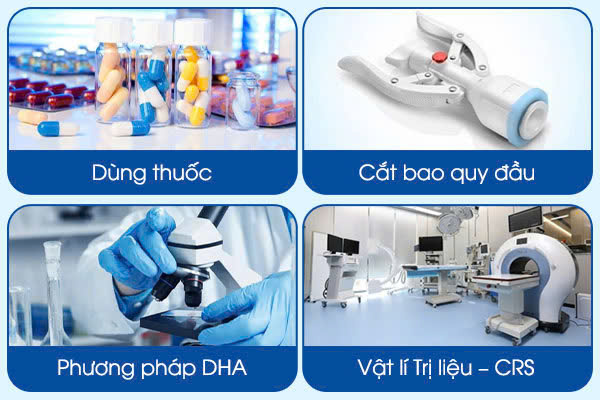 Dùng thuốc
Cắt bao quy đầu
Phương pháp DHA
Vật lí Trị liệu – CRS